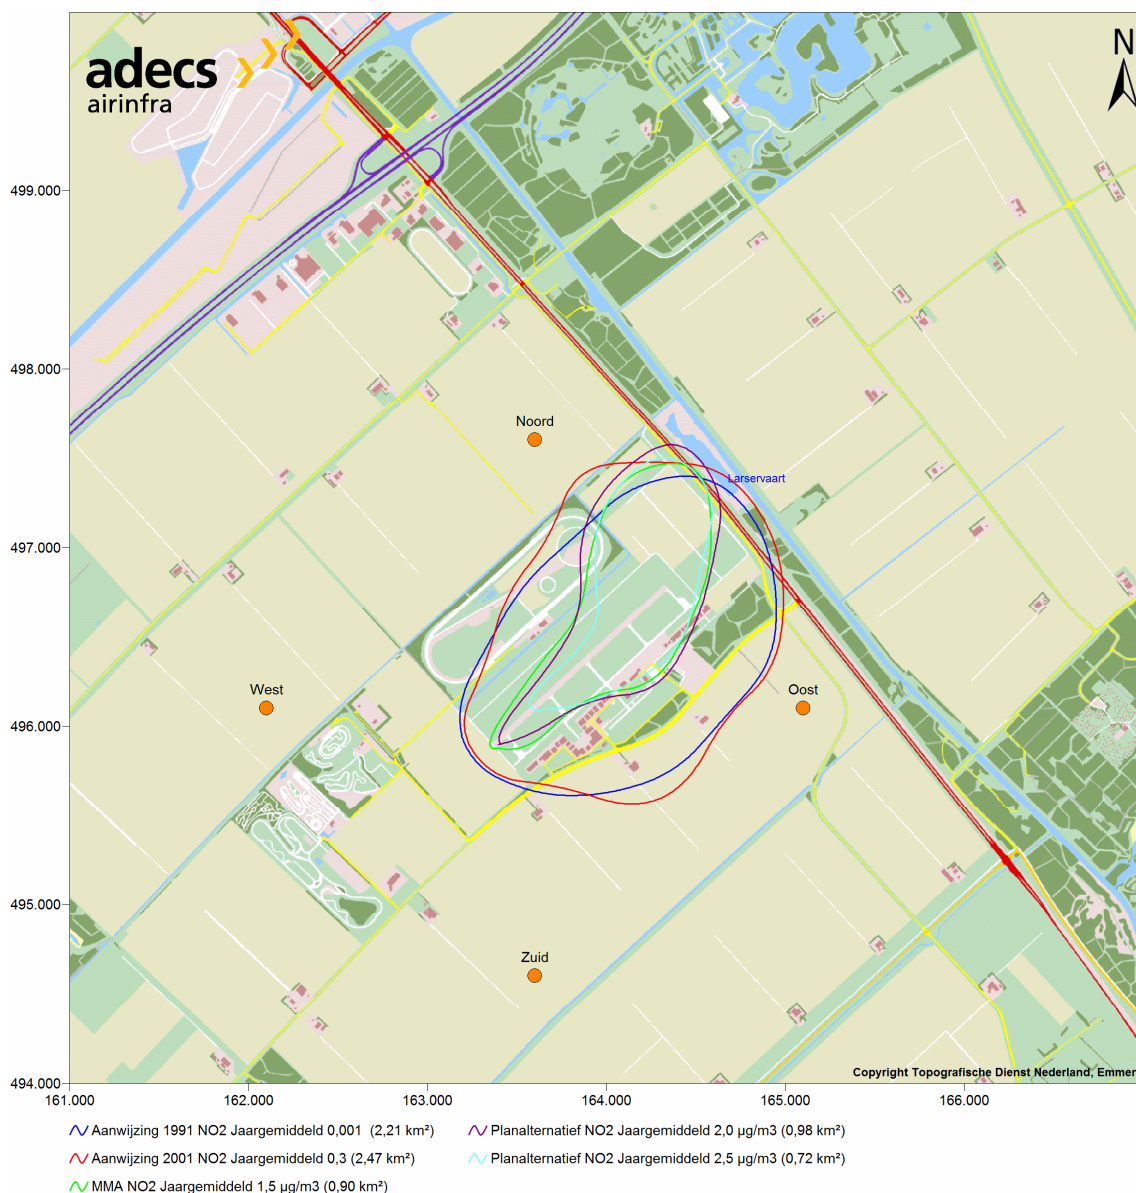 adecs
airinfra
N
499.000
498.000
Noord
Larservaart
497.000
West
Oost
496.000
495.000
Zuid
494.000
Copyright Topografische Dienst Nederland, Emmen
161.000 162.000 163.000 164.000 165.000 166.000
Aanwijzing 1991 NO2 Jaargemiddeld 0,001 (2,21 km²)
Planalternatief NO2 Jaargemiddeld 2,0 µg/m3 (0,98 km²)
Aanwijzing 2001 NO2 Jaargemiddeld 0,3 (2,47 km²)
Planalternatief NO2 Jaargemiddeld 2,5 µg/m3 (0,72 km²)
MMA NO2 Jaargemiddeld 1,5 µg/m3 (0,90 km²)